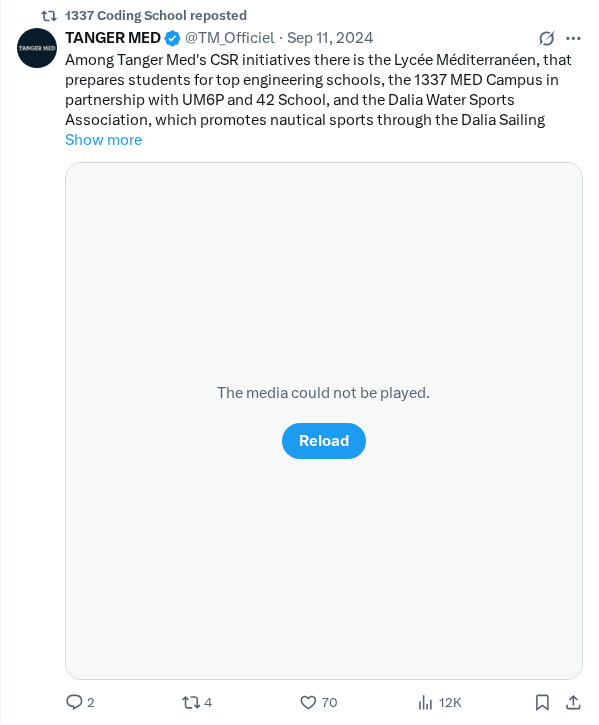 1337 Coding School reposted
TANGER MED
TANGER MED @TM_Officiel · Sep 11, 2024
Among Tanger Med's CSR initiatives there is the Lycée Méditerranéen, that
prepares students for top engineering schools, the 1337 MED Campus in
partnership with UM6P and 42 School, and the Dalia Water Sports
Association, which promotes nautical sports through the Dalia Sailing
Show more
The media could not be played.
Reload
2 4 70 12K